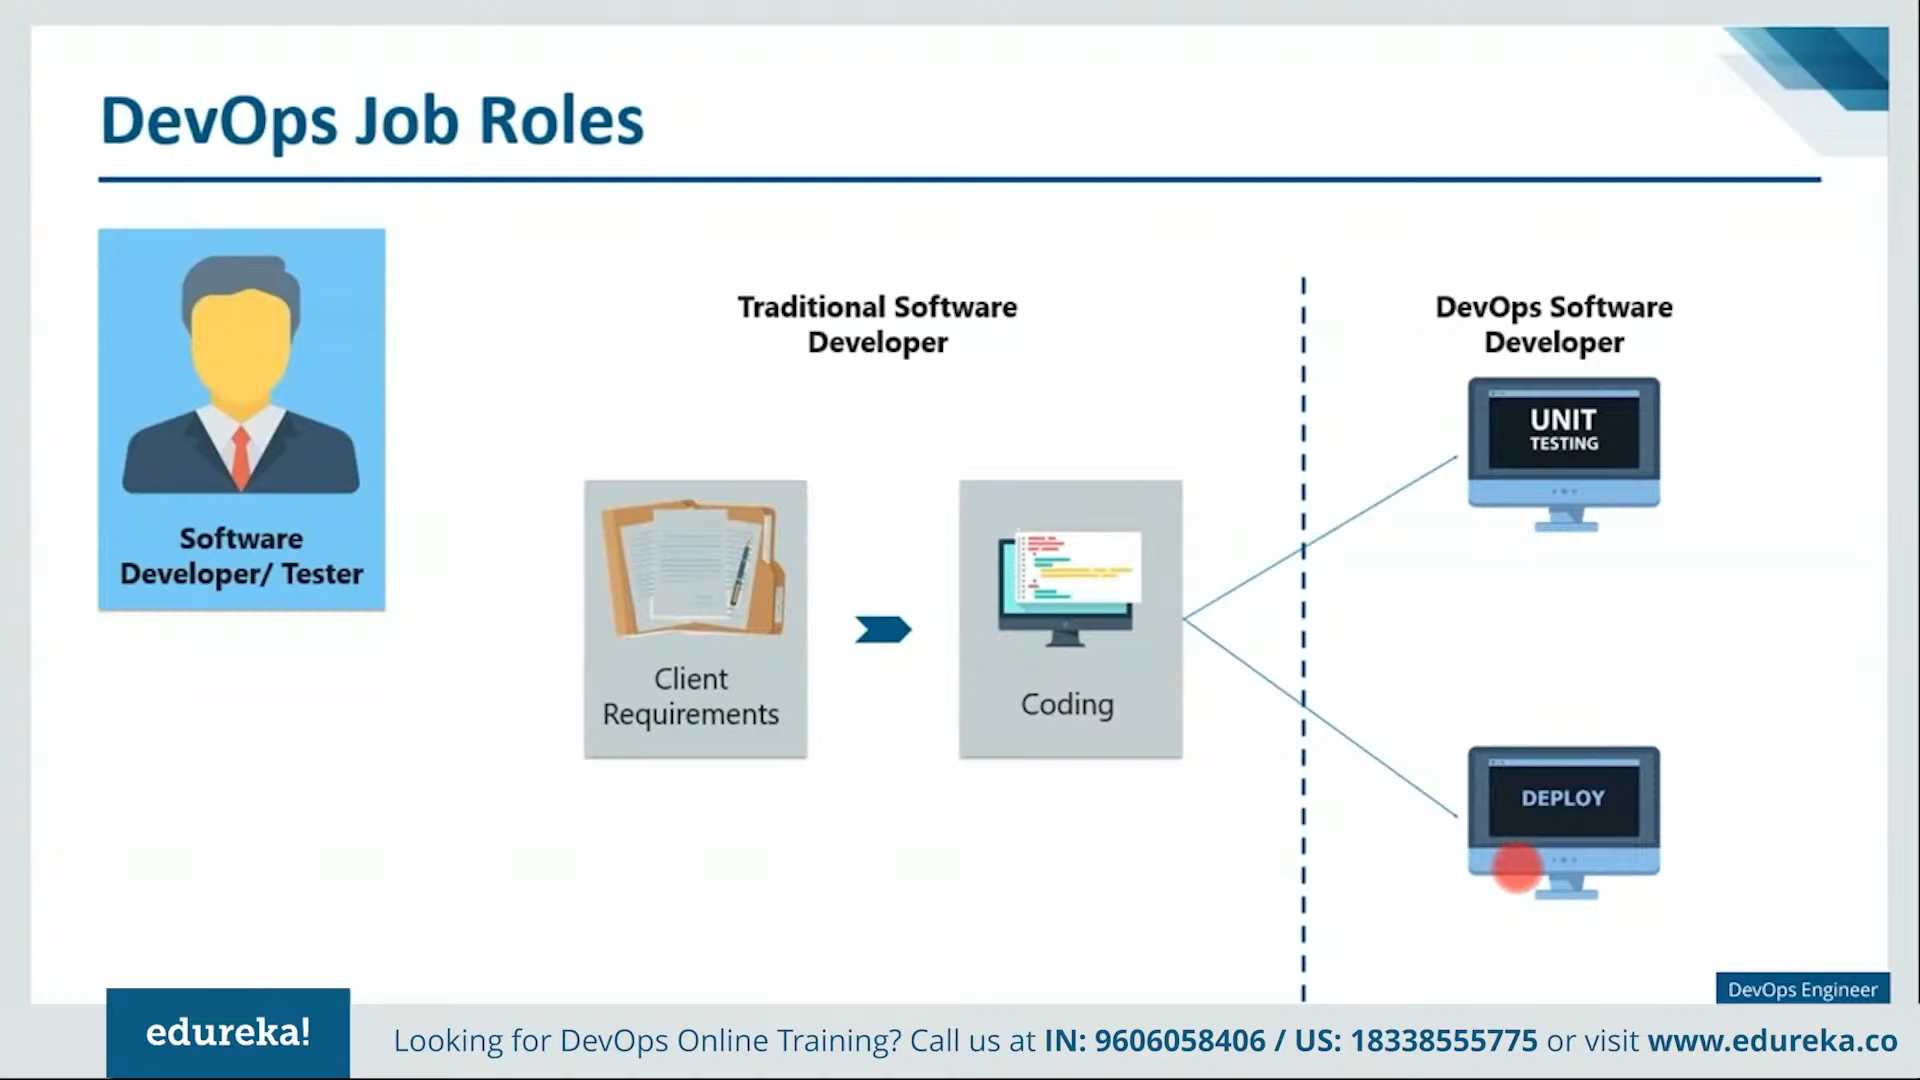 DevOps Job Roles
Software
Developer/ Tester
Traditional Software
Developer
Client
Requirements
Coding
DevOps Software
Developer
UNIT
TESTING
DEPLOY
DevOps Engineer
edureka!
Looking for DevOps Online Training? Call us at IN: 9606058406 / US: 18338555775 or visit www.edureka.co